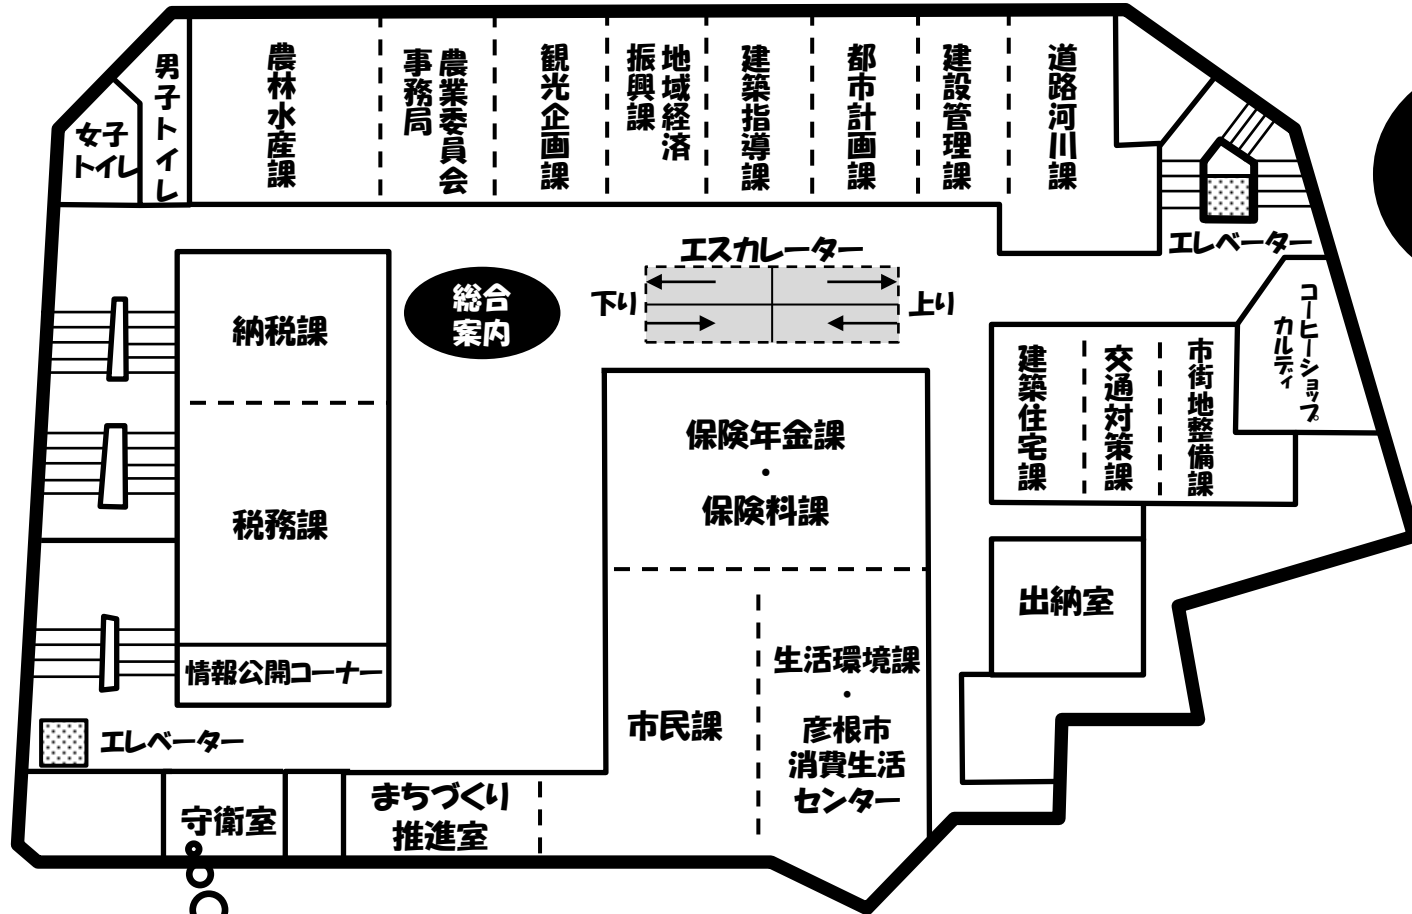 男子トイレ
女子
トイレ
農林水産課
農業委員会
事務局
観光企画課
地域経済
振興課
建築指導課
都市計画課
建設管理課
道路河川課
エレベーター
エスカレーター
下り
上り
総合
案内
納税課
税務課
情報公開コーナー
エレベーター
守衛室
まちづくり
推進室
保険年金課
・
保険料課
市民課
生活環境課
・
彦根市
消費生活
センター
建築住宅課
交通対策課
市街地整備課
コーヒーショップ
カルディ
出納室